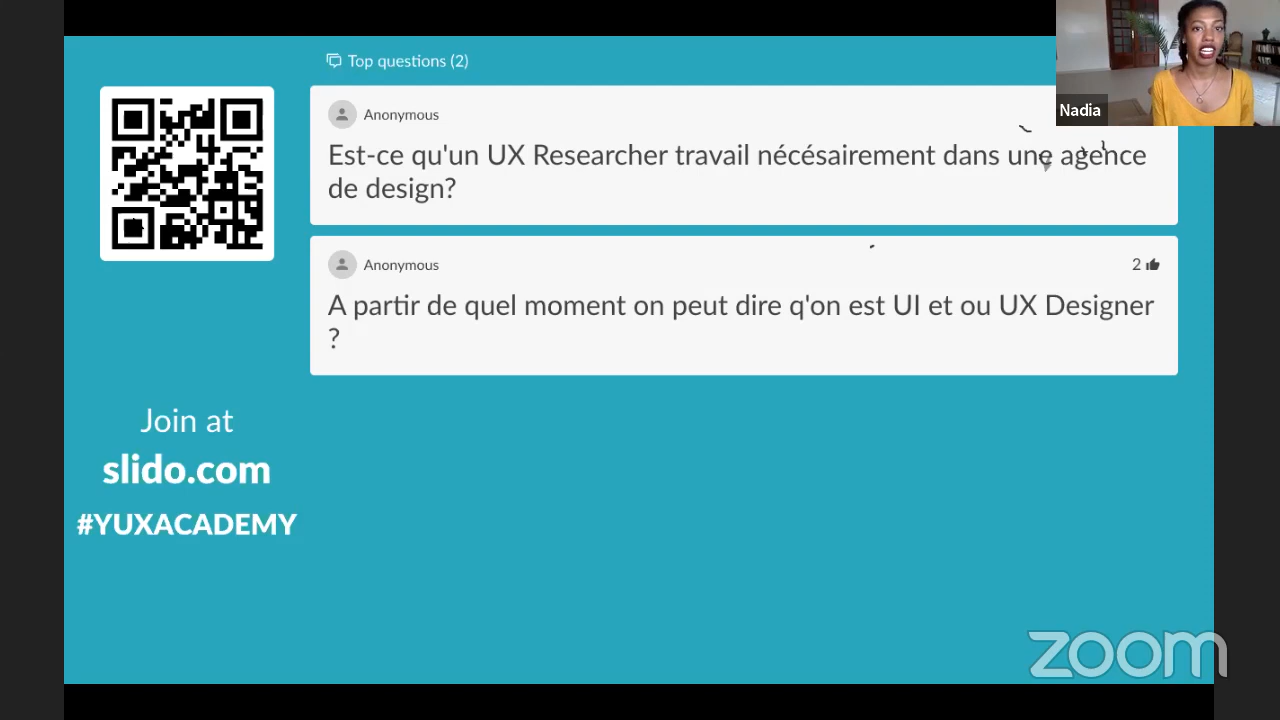 Top questions (2)
Anonymous
Est-ce qu'un UX Researcher travail nécésairement dans une agence
de design?
Anonymous
2
A partir de quel moment on peut dire q'on est UI et ou UX Designer
?
Join at
slido.com
#YUXACADEMY
Nadia
zoom